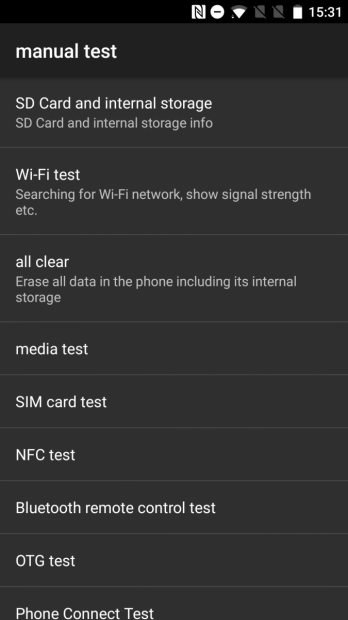 15:31
manual test
SD Card and internal storage
SD Card and internal storage info
Wi-Fi test
Searching for Wi-Fi network, show signal strength
etc.
all clear
Erase all data in the phone including its internal
storage
media test
SIM card test
NFC test
Bluetooth remote control test
OTG test
Phone Connect Test